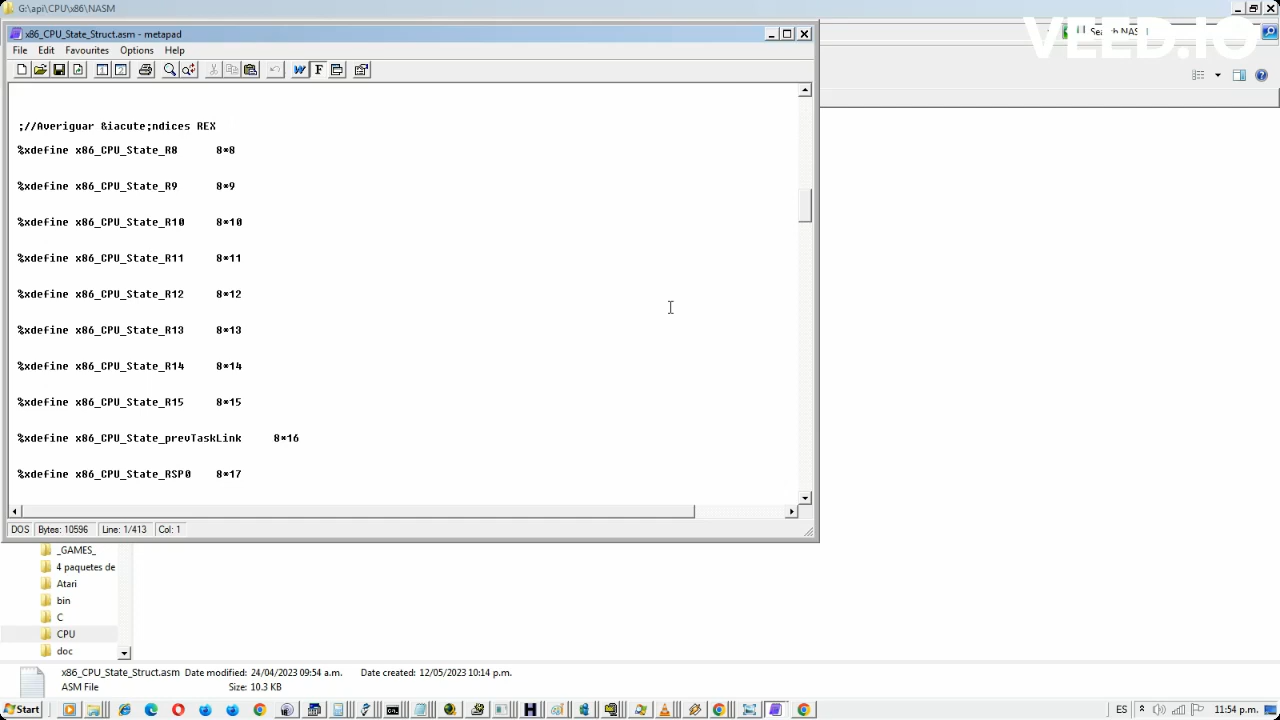 G:\api\CPU\x86\NASM
VEED.IO
x86_CPU_State_Struct.asm - metapad
File Edit Favourites Options Help
;//Averiguar &iacute;ndices REX
%xdefine x86_CPU_State_R8 8*8
%xdefine x86_CPU_State_R9 8*9
%xdefine x86_CPU_State_R10 8*10
%xdefine x86_CPU_State_R11 8*11
%xdefine x86_CPU_State_R12 8*12
%xdefine x86_CPU_State_R13 8*13
%xdefine x86_CPU_State_R14 8*14
%xdefine x86_CPU_State_R15 8*15
%xdefine x86_CPU_State_prevTaskLink 8*16
%xdefine x86_CPU_State_RSP0 8*17
DOS Bytes: 10596 Line: 1/413 Col: 1
_GAMES_
4 paquetes de
Atari
bin
C
CPU
doc
x86_CPU_State_Struct.asm Date modified: 24/04/2023 09:54 a.m. Date created: 12/05/2023 10:14 p.m.
ASM File Size: 10.3 KB
Start ES 11:54 p.m.